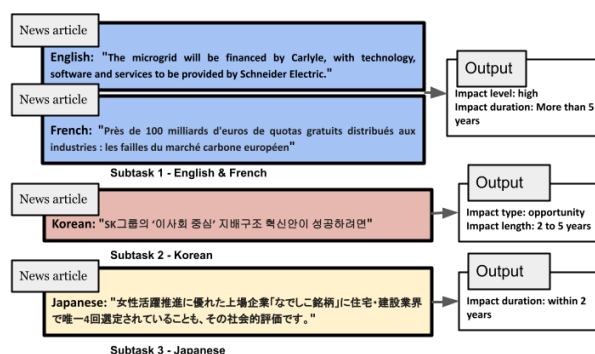 News article
English: "The microgrid will be financed by Carlyle, with technology,
software and services to be provided by Schneider Electric."
Output
Impact level: high
Impact duration: More than 5
years
News article
French: "Près de 100 milliards d'euros de quotas gratuits distribués aux
industries : les failles du marché carbone européen"
Subtask 1 - English & French
News article
Korean: "SK그룹의 ‘이사회 중심’ 지배구조 혁신안이 성공하려면"
Output
Impact type: opportunity
Impact length: 2 to 5 years
Subtask 2 - Korean
News article
Japanese: "女性活躍推進に優れた上場企業「なでしこ銘柄」に住宅・建設業界
で唯一4回選定されていることも、その社会的評価です。"
Output
Impact duration: within 2
years
Subtask 3 - Japanese